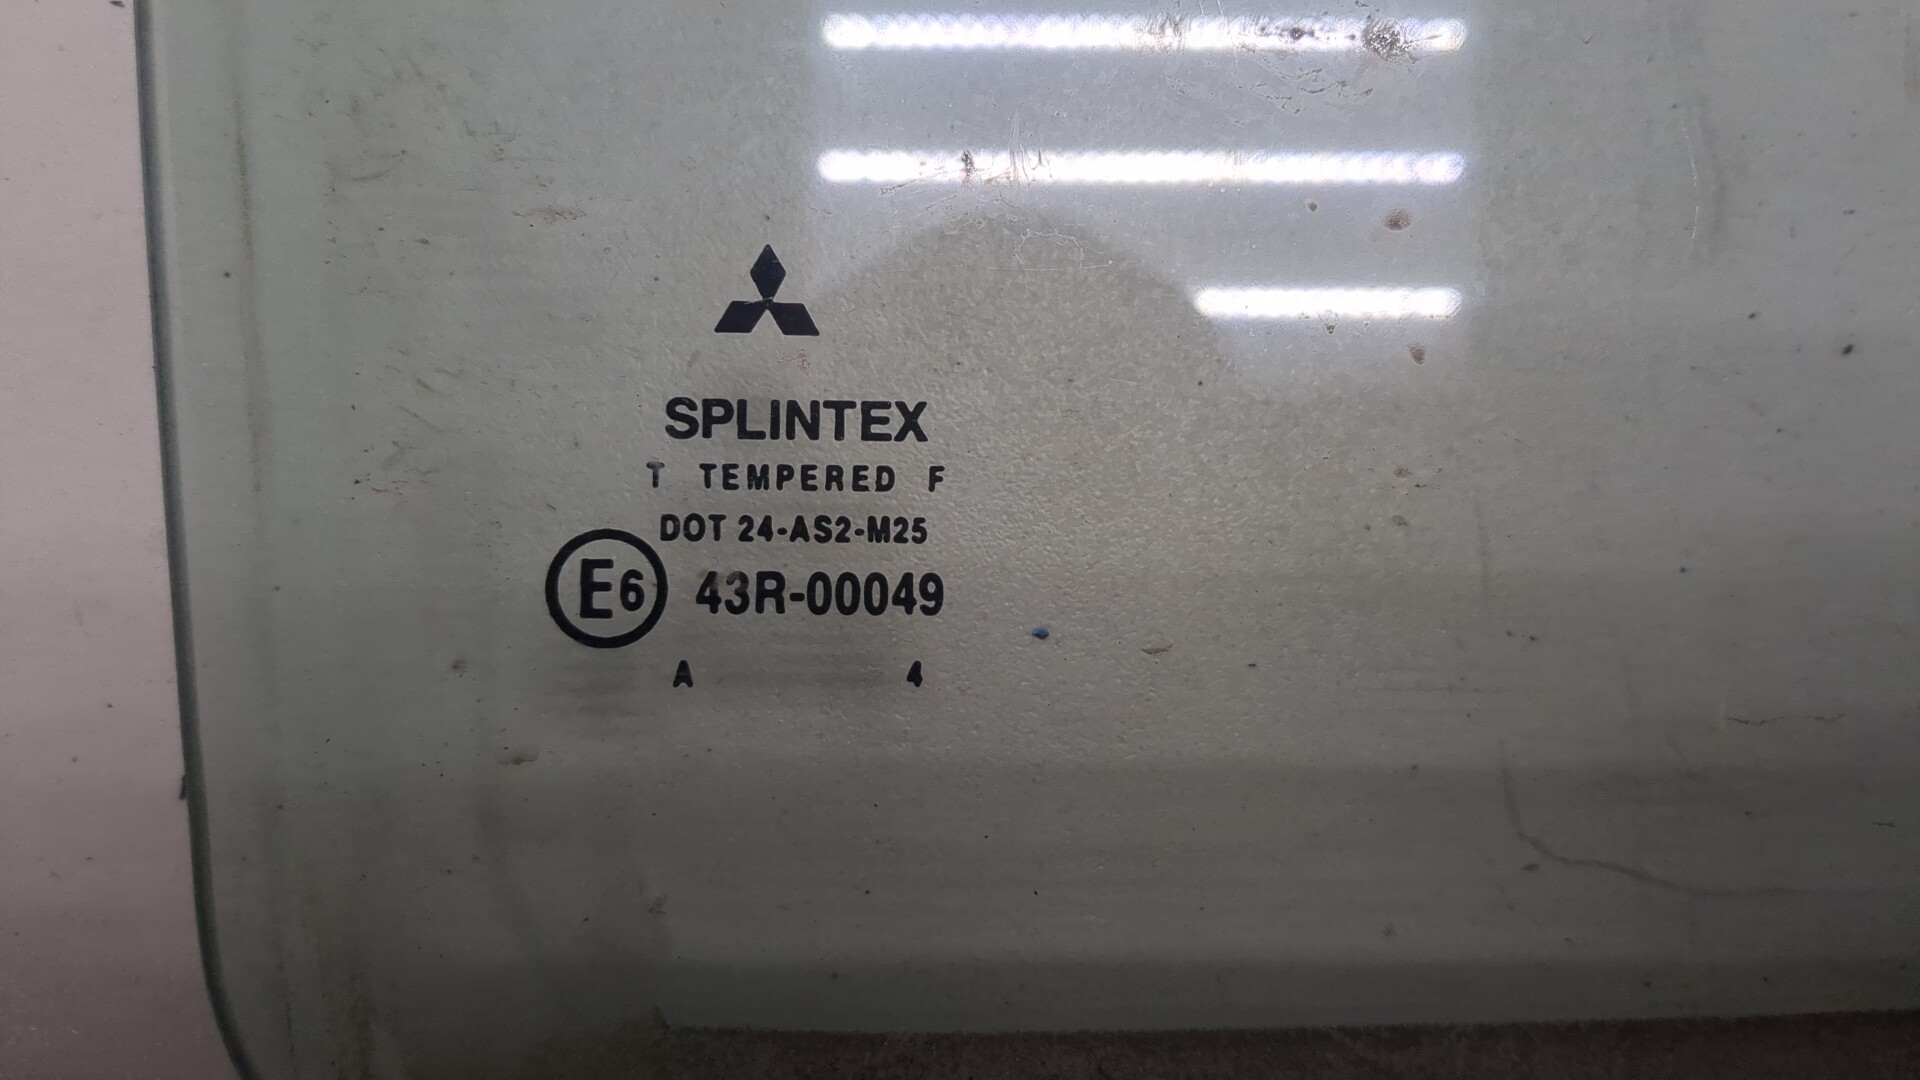 SPLINTEX
T TEMPERED F
DOT 24-AS2-M25
E6 43R-00049
A 4